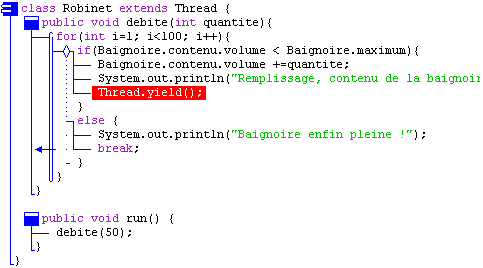 class Robinet extends Thread {
public void debite(int quantite){
for(int i=1; i<100; i++){
if(Baignoire.contenu.volume < Baignoire.maximum){
Baignoire.contenu.volume +=quantite;
System.out.println("Remplissage, contenu de la baignoi
Thread.yield();
}
else {
System.out.println("Baignoire enfin pleine !");
break;
}
}
}
public void run() {
debite(50);
}
}